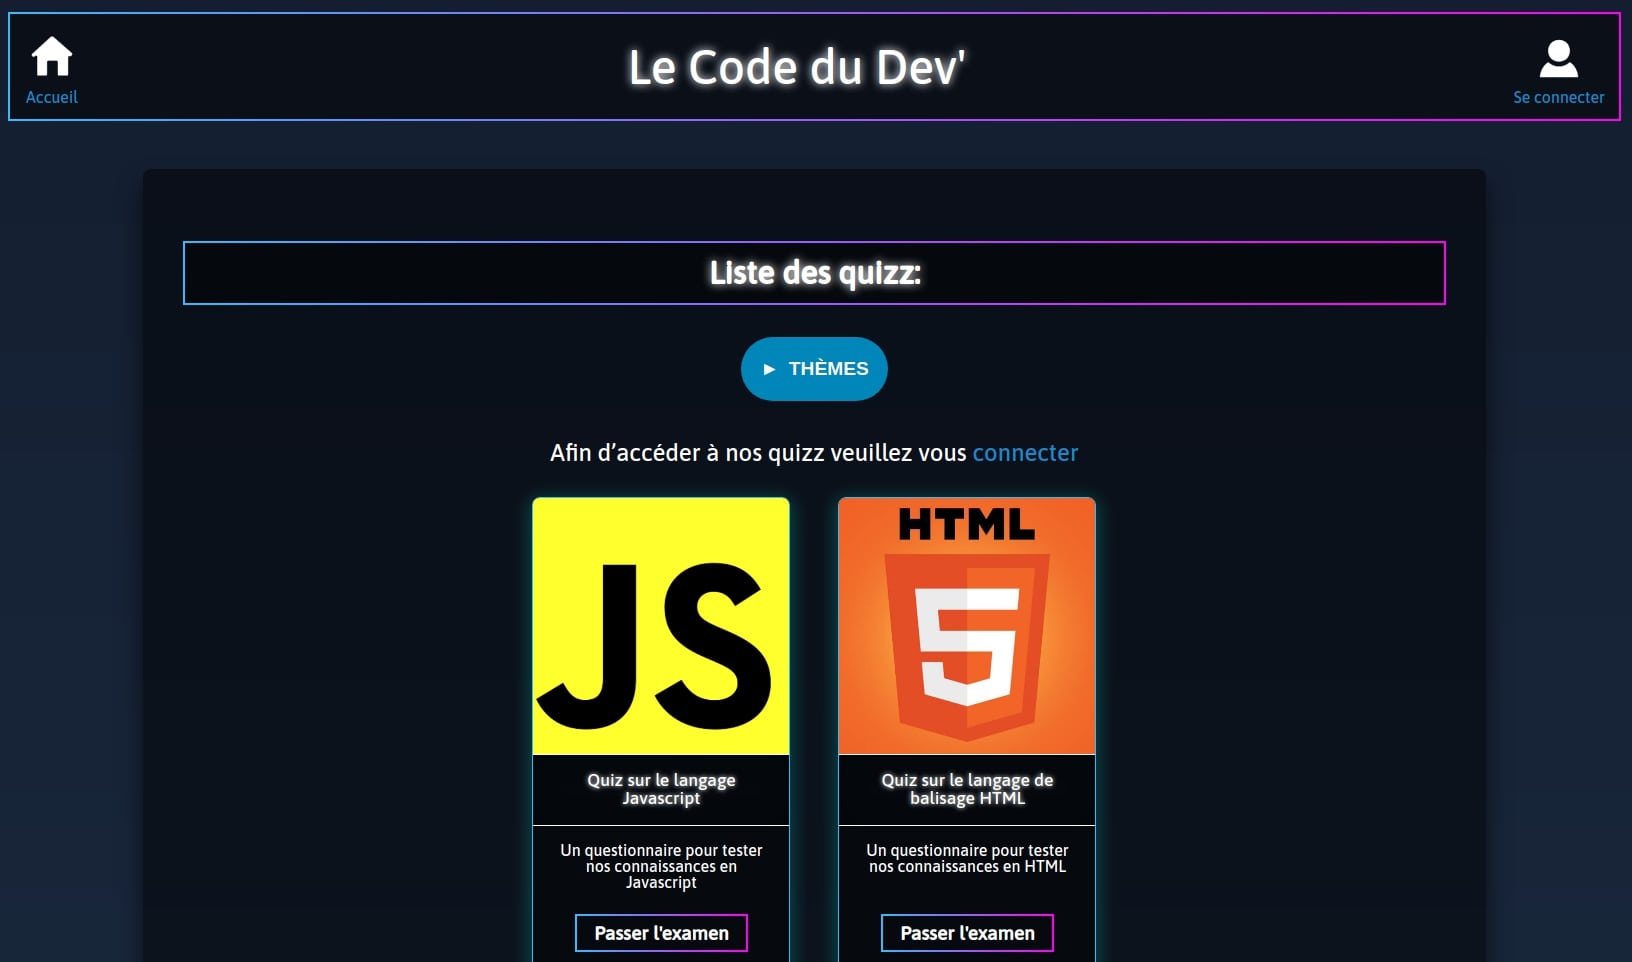 Le Code du Dev'
Accueil
Se connecter
Liste des quizz:
► THÈMES
Afin d’accéder à nos quizz veuillez vous connecter
JS
Quiz sur le langage
Javascript
Un questionnaire pour tester
nos connaissances en
Javascript
Passer l'examen
HTML
5
Quiz sur le langage de
balisage HTML
Un questionnaire pour tester
nos connaissances en HTML
Passer l'examen